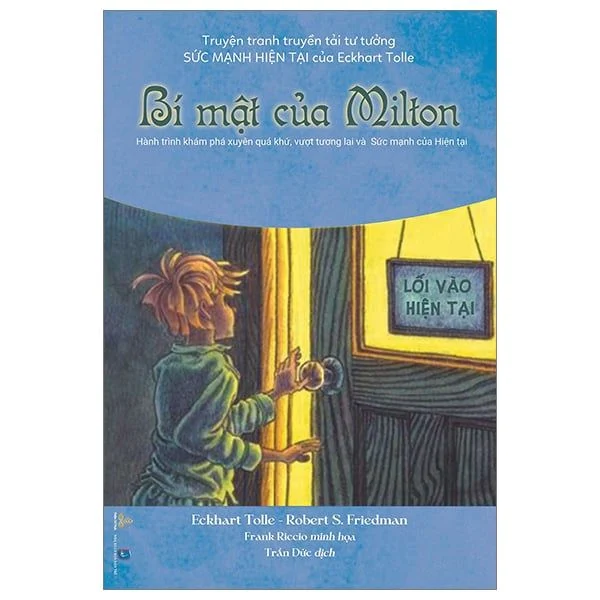 Truyện tranh truyền tải tư tưởng
SỨC MẠNH HIỆN TẠI của Eckhart Tolle
Bí mật của Milton
Hành trình khám phá xuyên quá khứ, vượt tương lai và Sức mạnh của Hiện tại
LỐI VÀO
HIỆN TẠI
Eckhart Tolle - Robert S. Friedman
Frank Riccio minh họa
Trần Đức dịch